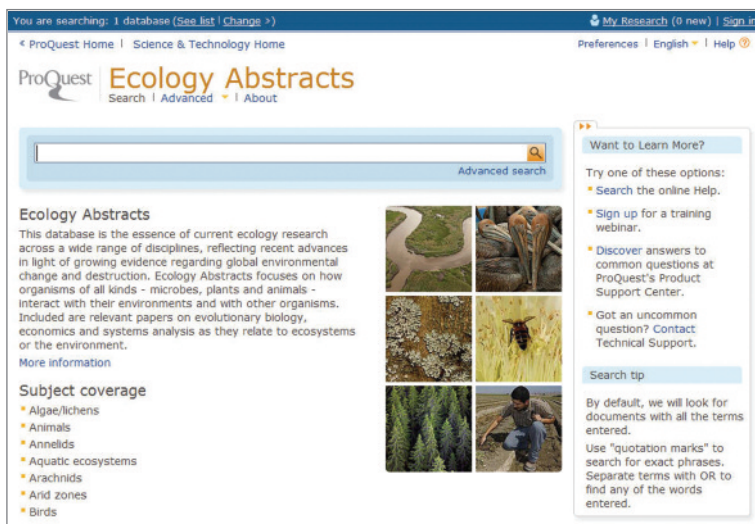 You are searching: 1 database (See list | Change >)
My Research (0 new) | Sign in
< ProQuest Home | Science & Technology Home
Preferences | English | Help ?
ProQuest
Ecology Abstracts
Search | Advanced | About
Advanced search
Ecology Abstracts
This database is the essence of current ecology research
across a wide range of disciplines, reflecting recent advances
in light of growing evidence regarding global environmental
change and destruction. Ecology Abstracts focuses on how
organisms of all kinds - microbes, plants and animals -
interact with their environments and with other organisms.
Included are relevant papers on evolutionary biology,
economics and systems analysis as they relate to ecosystems
or the environment.
More information
Subject coverage
Algae/lichens
Animals
Annelids
Aquatic ecosystems
Arachnids
Arid zones
Birds
Want to Learn More?
Try one of these options:
Search the online Help.
Sign up for a training
webinar.
Discover answers to
common questions at
ProQuest's Product
Support Center.
Got an uncommon
question? Contact
Technical Support.
Search tip
By default, we will look for
documents with all the terms
entered.
Use "quotation marks" to
search for exact phrases.
Separate terms with OR to
find any of the words
entered.